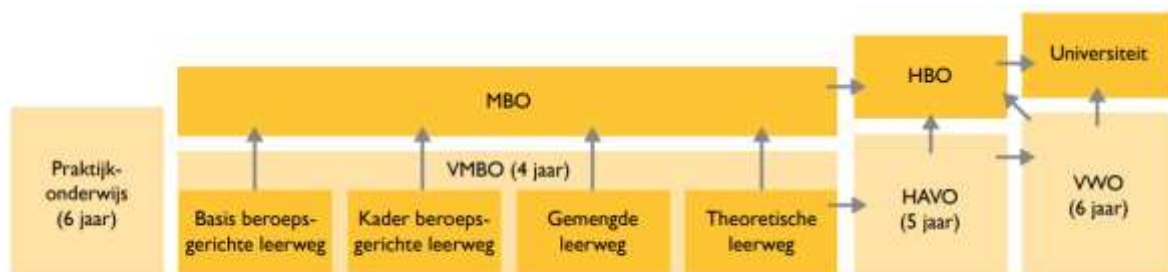 Universiteit
HBO
MBO
Praktijk-
onderwijs
(6 jaar)
VMBO (4 jaar)
HAVO
(5 jaar)
VWO
(6 jaar)
Basis beroeps-
gerichte leerweg
Kader beroeps-
gerichte leerweg
Gemengde
leerweg
Theoretische
leerweg